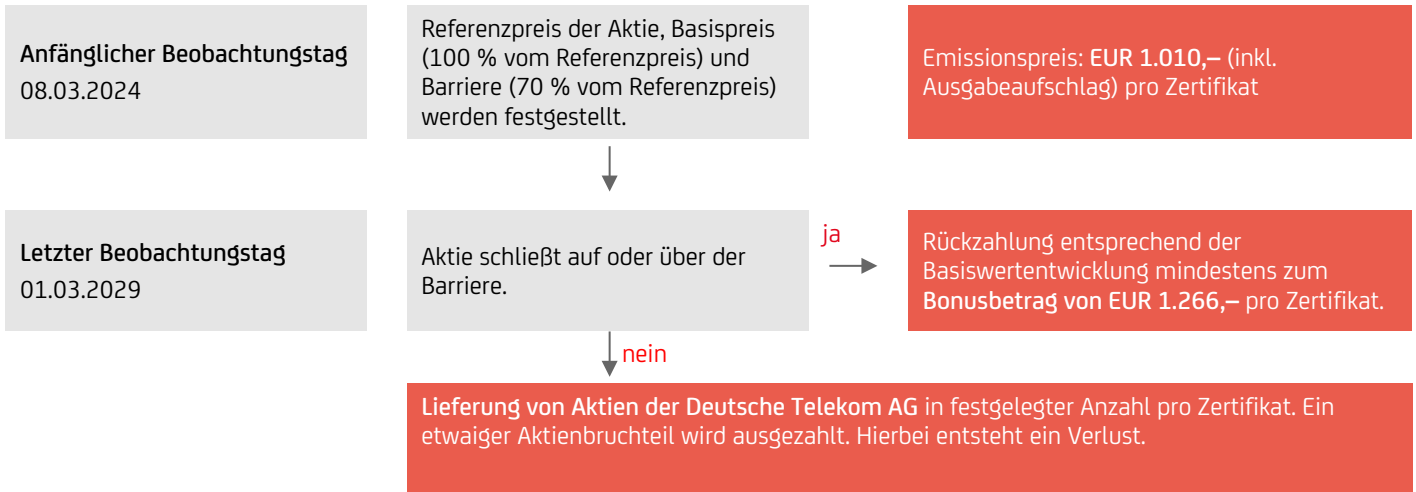 Anfänglicher Beobachtungstag
08.03.2024
Referenzpreis der Aktie, Basispreis
(100 % vom Referenzpreis) und
Barriere (70 % vom Referenzpreis)
werden festgestellt.
Emissionspreis: EUR 1.010,– (inkl.
Ausgabeaufschlag) pro Zertifikat
Letzter Beobachtungstag
01.03.2029
Aktie schließt auf oder über der
Barriere.
ja
Rückzahlung entsprechend der
Basiswertentwicklung mindestens zum
Bonusbetrag von EUR 1.266,– pro Zertifikat.
nein
Lieferung von Aktien der Deutsche Telekom AG in festgelegter Anzahl pro Zertifikat. Ein
etwaiger Aktienbruchteil wird ausgezahlt. Hierbei entsteht ein Verlust.